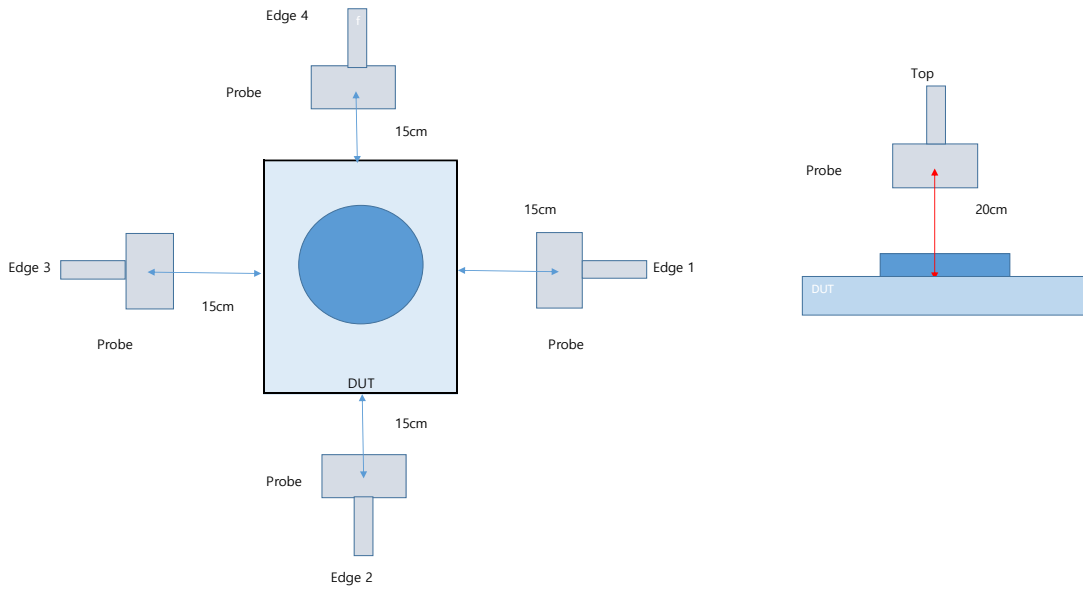 Edge 4
f
Probe
15cm
Edge 3
15cm
Probe
15cm
Edge 1
Probe
DUT
15cm
Probe
Edge 2
Top
Probe
20cm
DUT